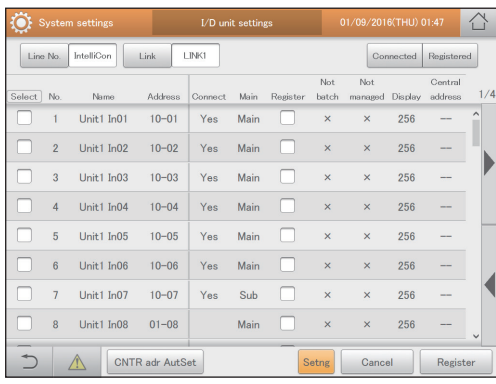 System settings I/D unit settings 01/09/2016(THU) 01:47
Line No. IntelliCon Link LINK1 Connected Registered
Select No. Name Address Connect Main Register Not batch Not managed Display Central address 1/4
1 Unit1 In01 10-01 Yes Main × × 256 --
2 Unit1 In02 10-02 Yes Main × × 256 --
3 Unit1 In03 10-03 Yes Main × × 256 --
4 Unit1 In04 10-04 Yes Main × × 256 --
5 Unit1 In05 10-05 Yes Main × × 256 --
6 Unit1 In06 10-06 Yes Main × × 256 --
7 Unit1 In07 10-07 Yes Sub × × 256 --
8 Unit1 In08 01-08 Main × × 256 --
CNTR adr AutSet Setng Cancel Register